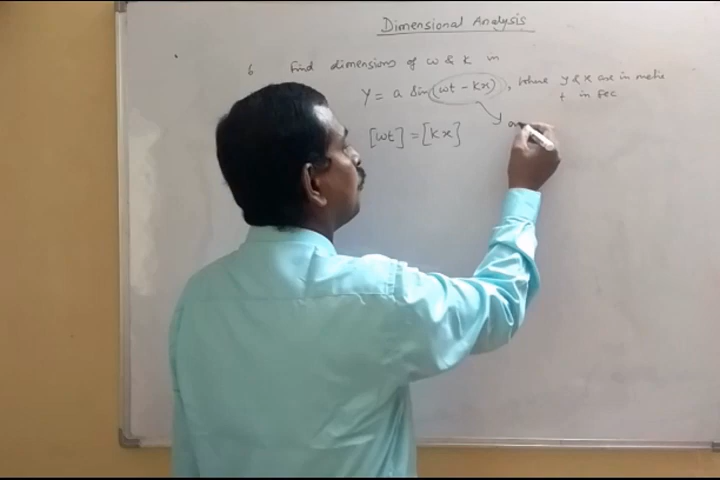 Dimensional Analysis
6 Find dimensions of ω & k in
Y = a sin (ωt - kx) , where y & x are in metre
t in sec
[ωt] = [kx]